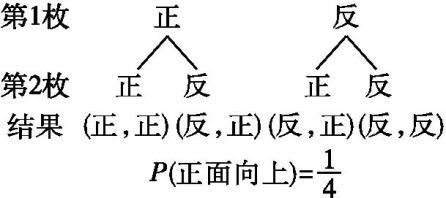 第1枚 正 反
第2枚 正 反 正 反
结果 (正,正)(反,正)(反,正)(反,反)
P(正面向上)=1/4